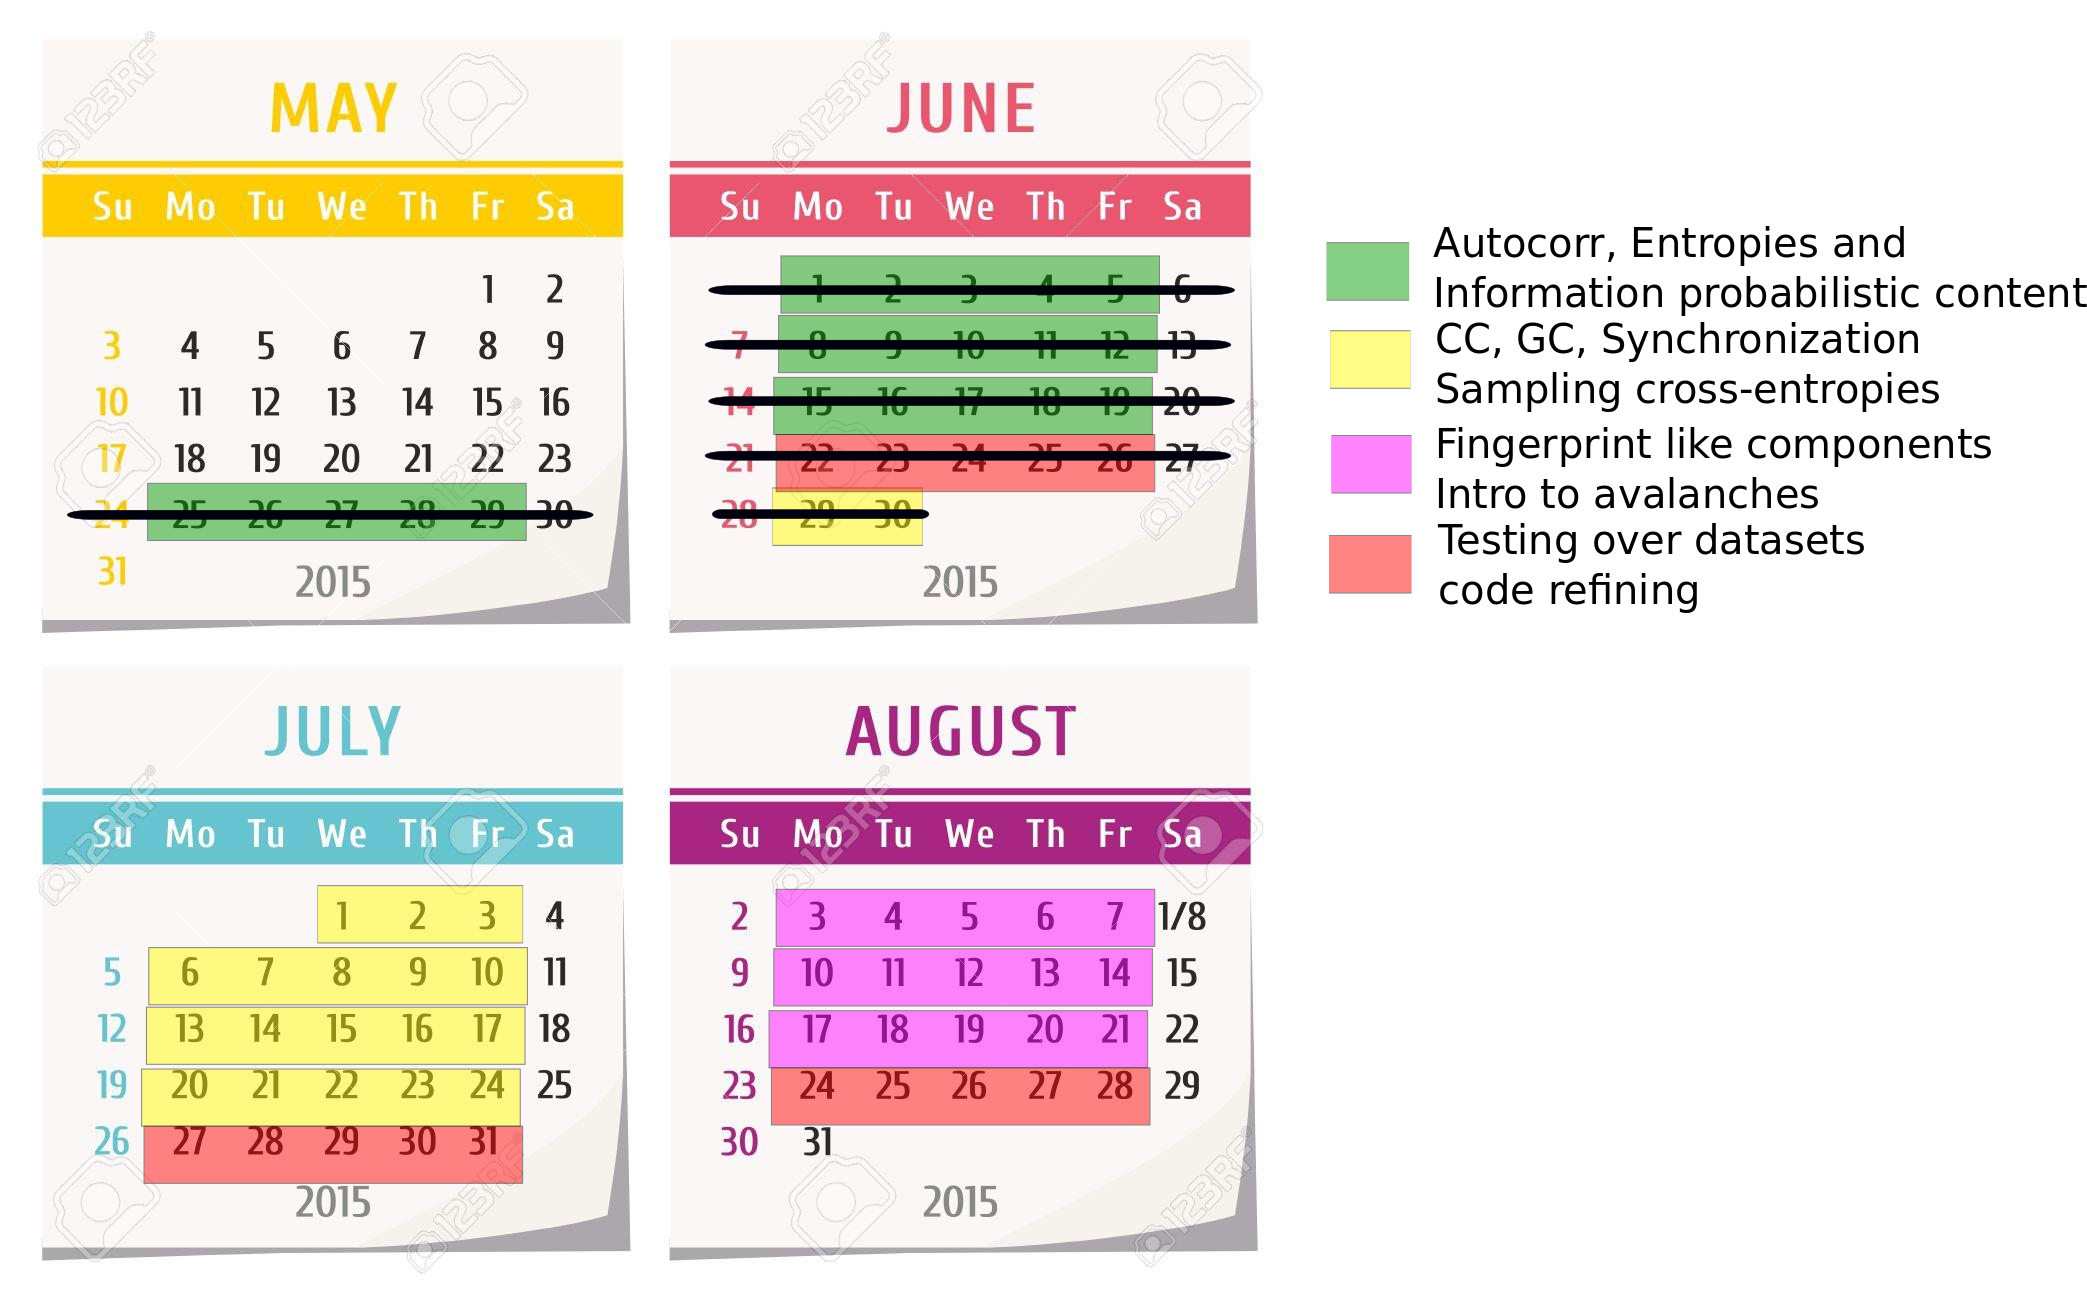 MAY
Su Mo Tu We Th Fr Sa
1 2
3 4 5 6 7 8 9
10 11 12 13 14 15 16
17 18 19 20 21 22 23
24 25 26 27 28 29 30
31
2015
JUNE
Su Mo Tu We Th Fr Sa
1 2 3 4 5 6
7 8 9 10 11 12 13
14 15 16 17 18 19 20
21 22 23 24 25 26 27
28 29 30
2015
Autocorr, Entropies and
Information probabilistic content
CC, GC, Synchronization
Sampling cross-entropies
Fingerprint like components
Intro to avalanches
Testing over datasets
code refining
JULY
Su Mo Tu We Th Fr Sa
1 2 3 4
5 6 7 8 9 10 11
12 13 14 15 16 17 18
19 20 21 22 23 24 25
26 27 28 29 30 31
2015
AUGUST
Su Mo Tu We Th Fr Sa
2 3 4 5 6 7 1/8
9 10 11 12 13 14 15
16 17 18 19 20 21 22
23 24 25 26 27 28 29
30 31
2015
123RF
123RF
123RF
123RF
123RF
123RF
123RF
123RF